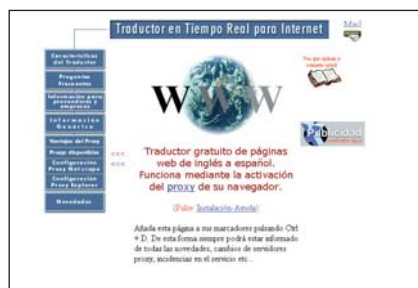 Traductor en Tiempo Real para Internet
Mail
Características
del Traductor
Preguntas
Frecuentes
Información para
proveedores y
empresas
Información
Genérica
Ventajas del Proxy
Proxys disponibles
Configuración
Proxy Netscape
Configuración
Proxy Explorer
Novedades
WWW
<<<
<<<
Publicidad
Traductor gratuito de páginas
web de inglés a español.
Funciona mediante la activación
del proxy de su navegador.
(Pulse: Instalación-Ayuda)
Añada esta página a sus marcadores pulsando Ctrl
+ D. De esta forma siempre podrá estar informado
de todas las novedades, cambios de servidores
proxy, incidencias en el servicio etc...